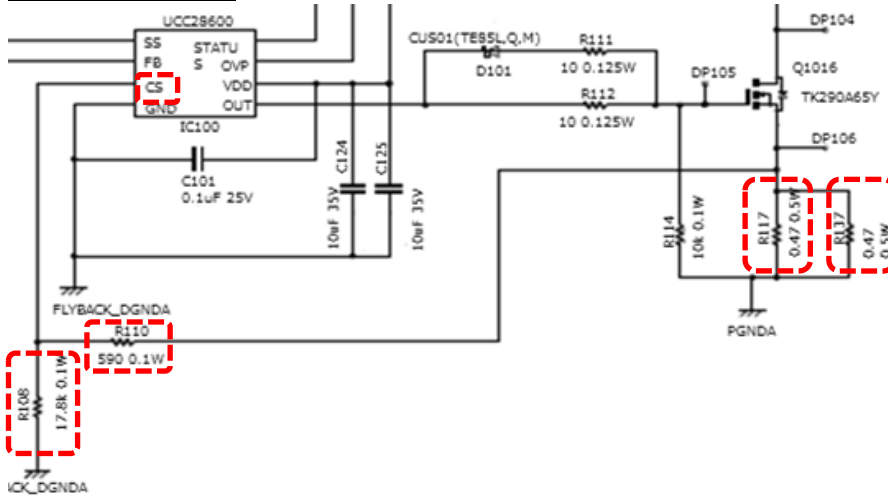 UCC28600
SS
STATU
S
FB
OVP
CS
VDD
GND
OUT
IC100
C101
0.1uF 25V
C124
10uF 35V
C125
10uF 35V
CUS01(TE85L,Q,M)
D101
R111
10 0.125W
R112
10 0.125W
DP104
DP105
Q1016
TK290A65Y
DP106
R114
10k 0.1W
R117
0.47 0.5W
R137
0.47
0.5W
PGNDA
FLYBACK_DGNDA
R110
590 0.1W
R108
17.8k 0.1W
ACK_DGNDA